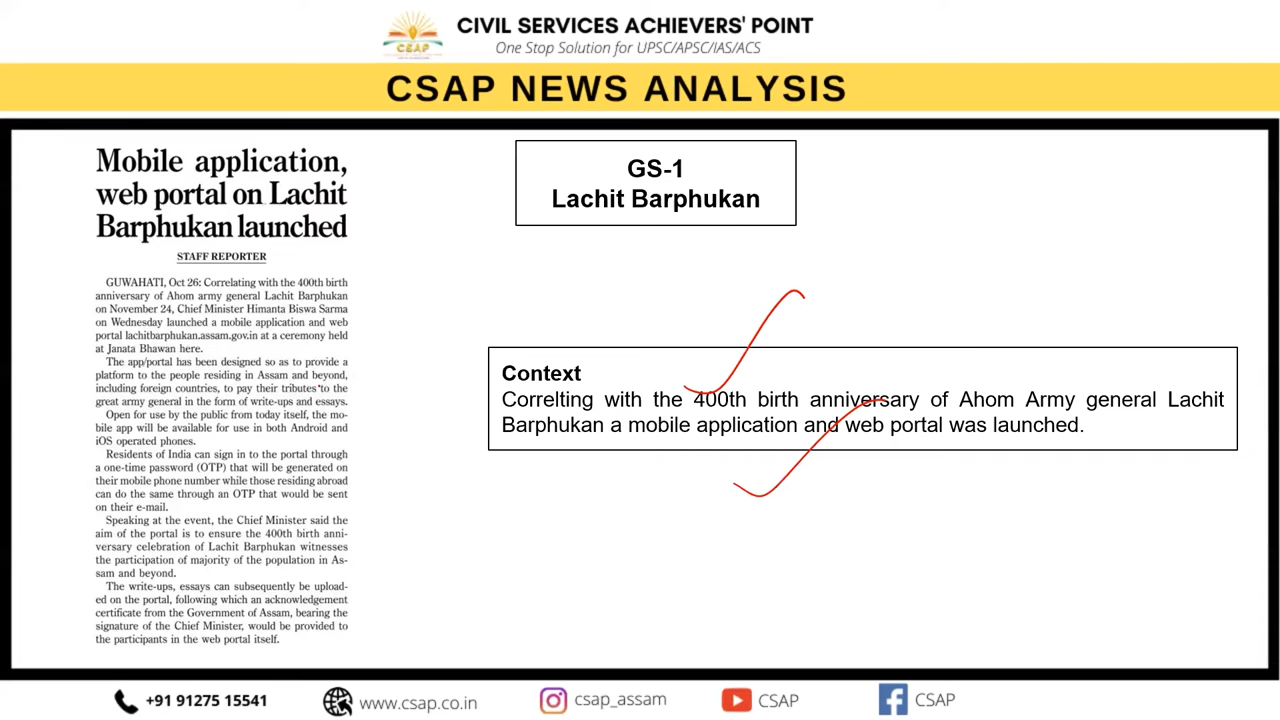 CSAP
CIVIL SERVICES ACHIEVERS' POINT
One Stop Solution for UPSC/APSC/IAS/ACS
CSAP NEWS ANALYSIS
Mobile application,
web portal on Lachit
Barphukan launched
STAFF REPORTER
GUWAHATI, Oct 26: Correlating with the 400th birth
anniversary of Ahom army general Lachit Barphukan
on November 24, Chief Minister Himanta Biswa Sarma
on Wednesday launched a mobile application and web
portal lachitbarphukan.assam.gov.in at a ceremony held
at Janata Bhawan here.
The app/portal has been designed so as to provide a
platform to the people residing in Assam and beyond,
including foreign countries, to pay their tributes to the
great army general in the form of write-ups and essays.
Open for use by the public from today itself, the mo-
bile app will be available for use in both Android and
iOS operated phones.
Residents of India can sign in to the portal through
a one-time password (OTP) that will be generated on
their mobile phone number while those residing abroad
can do the same through an OTP that would be sent
on their e-mail.
Speaking at the event, the Chief Minister said the
aim of the portal is to ensure the 400th birth anni-
versary celebration of Lachit Barphukan witnesses
the participation of majority of the population in As-
sam and beyond.
The write-ups, essays can subsequently be upload-
ed on the portal, following which an acknowledgement
certificate from the Government of Assam, bearing the
signature of the Chief Minister, would be provided to
the participants in the web portal itself.
GS-1
Lachit Barphukan
Context
Correlting with the 400th birth anniversary of Ahom Army general Lachit
Barphukan a mobile application and web portal was launched.
+91 91275 15541
www.csap.co.in
csap_assam
CSAP
CSAP